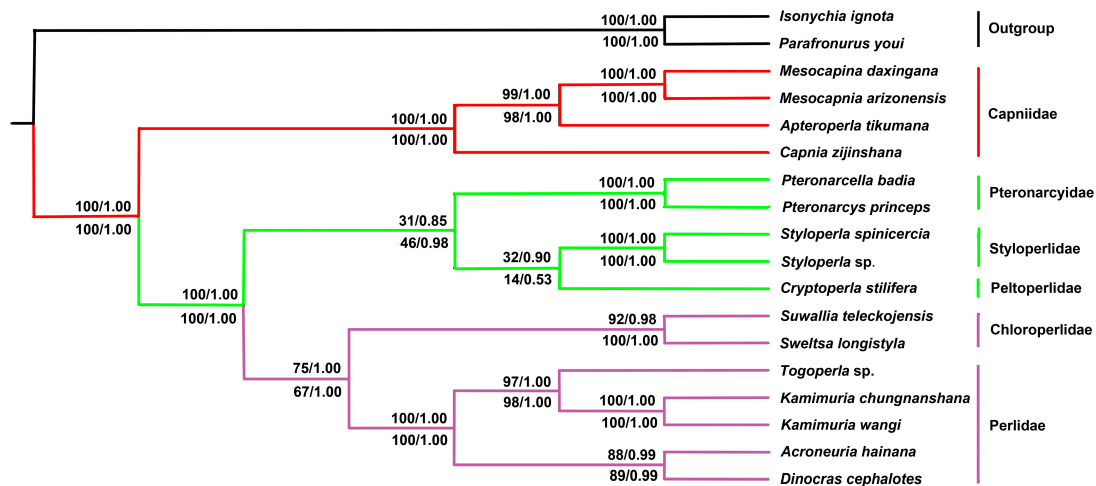 100/1.00
100/1.00
Isonychia ignota
Parafronurus youi
Outgroup
100/1.00
100/1.00
Mesocapina daxingana
Mesocapnia arizonensis
99/1.00
98/1.00
Apteroperla tikumana
100/1.00
100/1.00
Capnia zijinshana
Capniidae
100/1.00
100/1.00
100/1.00
100/1.00
Pteronarcella badia
Pteronarcys princeps
Pteronarcyidae
31/0.85
46/0.98
100/1.00
100/1.00
Styloperla spinicercia
Styloperla sp.
Styloperlidae
32/0.90
14/0.53
Cryptoperla stilifera
Peltoperlidae
100/1.00
100/1.00
92/0.98
100/1.00
Suwallia teleckojensis
Sweltsa longistyla
Chloroperlidae
75/1.00
67/1.00
97/1.00
98/1.00
Togoperla sp.
100/1.00
100/1.00
Kamimuria chungnanshana
Kamimuria wangi
Perlidae
100/1.00
100/1.00
88/0.99
89/0.99
Acroneuria hainana
Dinocras cephalotes